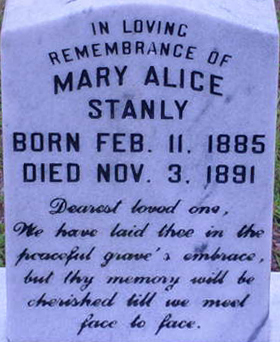 IN LOVING
REMEMBRANCE OF
MARY ALICE
STANLY
BORN FEB. 11, 1885
DIED NOV. 3, 1891
Dearest loved one,
We have laid thee in the
peaceful grave's embrace,
but thy memory will be
cherished till we meet
face to face.